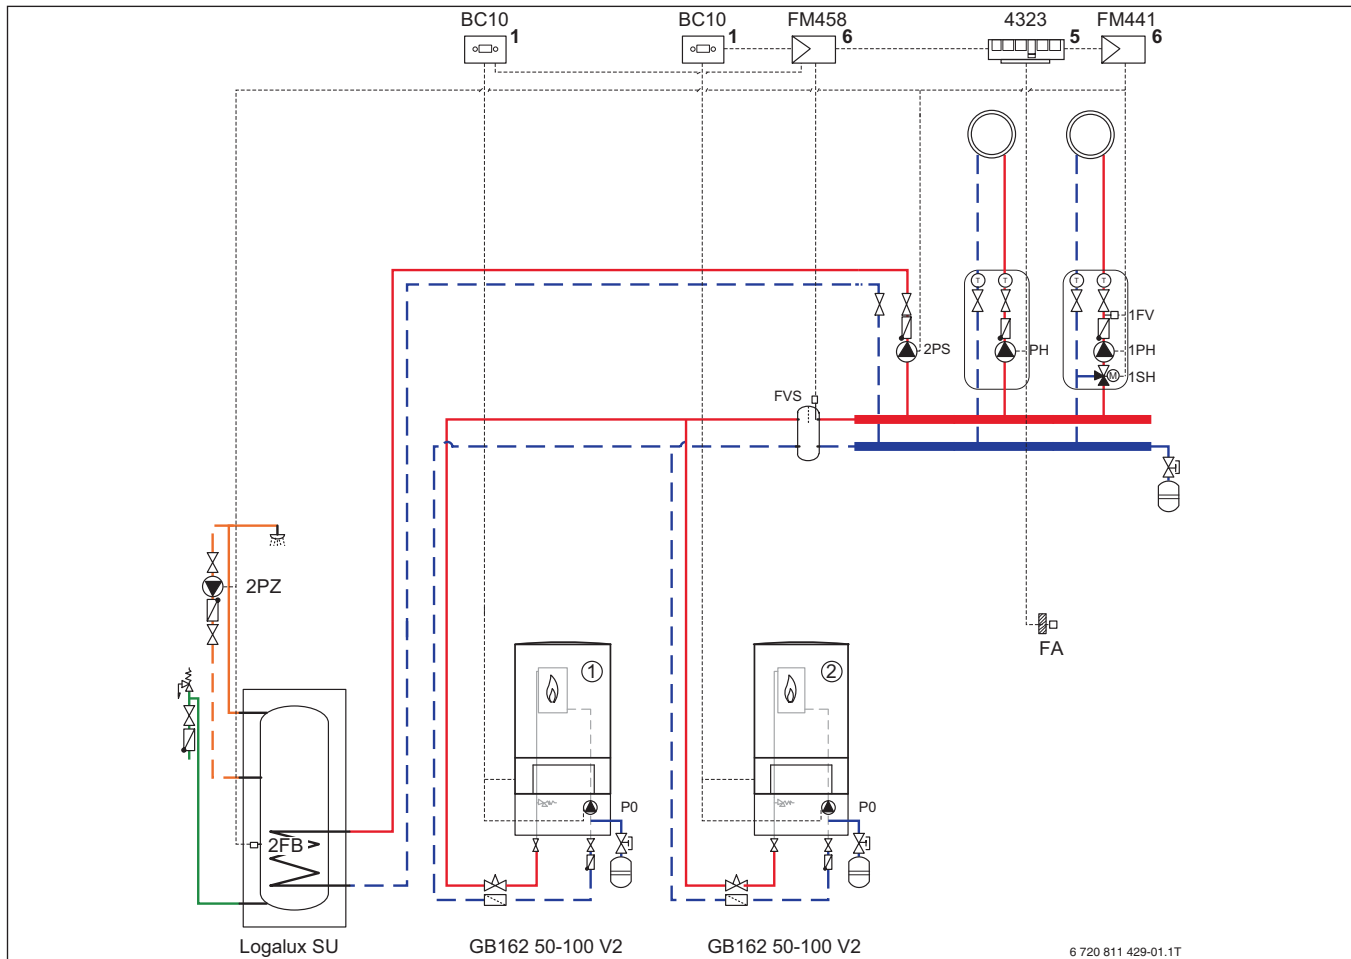 BC10 BC10 FM458 4323 FM441
1 1 6 5 6
T T T T
1FV
2PS PH 1PH
M 1SH
FVS
2PZ
FA
1 2
P0 P0
2FB
Logalux SU GB162 50-100 V2 GB162 50-100 V2
6 720 811 429-01.1T